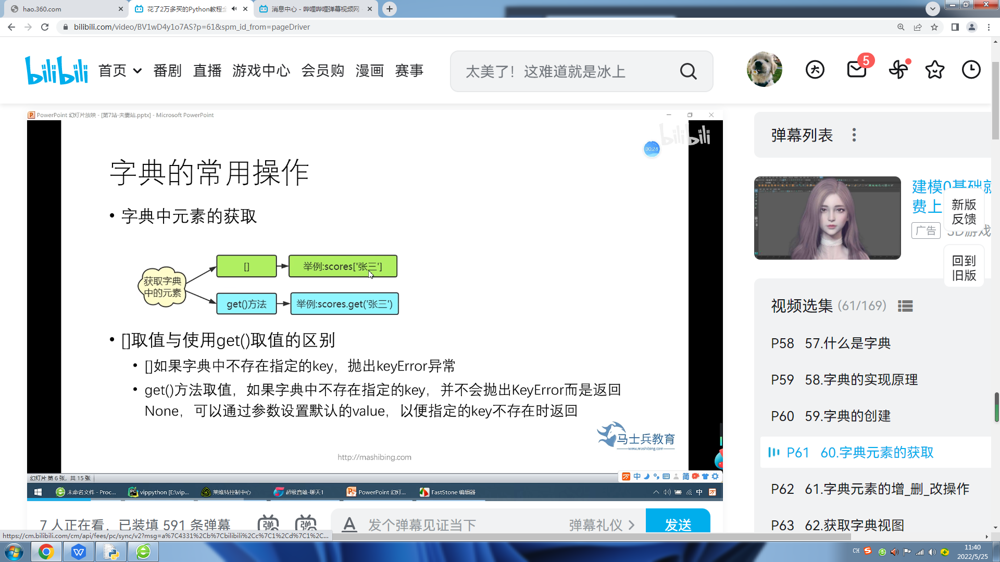 hao.360.com
花了2万多买的Python教程全
消息中心 - 哔哩哔哩弹幕视频网
bilibili.com/video/BV1wD4y1o7AS?p=61&spm_id_from=pageDriver
bilibili
首页
番剧
直播
游戏中心
会员购
漫画
赛事
太美了！这难道就是冰上
大
5
PowerPoint 幻灯片放映 - [第7站-夫妻站.pptx] - Microsoft PowerPoint
bilibili
00:24
字典的常用操作
• 字典中元素的获取
获取字典
中的元素
[]
举例:scores['张三']
get()方法
举例:scores.get('张三')
• []取值与使用get()取值的区别
• []如果字典中不存在指定的key，抛出keyError异常
• get()方法取值，如果字典中不存在指定的key，并不会抛出KeyError而是返回
None，可以通过参数设置默认的value，以便指定的key不存在时返回
马士兵教育
www.mashibing.com
http://mashibing.com
幻灯片 第 6 张，共 15 张
中
简
未命名文件 - Proc...
vippython [E:\vip...
莱维特控制中心
超级音雄-聊天1
PowerPoint 幻灯...
FastStone 编辑器
中
7 人正在看，已装填 591 条弹幕
弹
弹
A
发个弹幕见证当下
弹幕礼仪
发送
弹幕列表
建模0基础就
费上
广告
3D游戏
新版
反馈
回到
旧版
视频选集 (61/169)
P58 57.什么是字典
P59 58.字典的实现原理
P60 59.字典的创建
P61 60.字典元素的获取
P62 61.字典元素的增_删_改操作
P63 62.获取字典视图
https://cm.bilibili.com/cm/api/fees/pc/sync/v2?msg=a%7C4331%2Cb%7Cbilibili%2Cc%7C1%2Cd%7C1%2C...
CH
11:40
2022/5/25